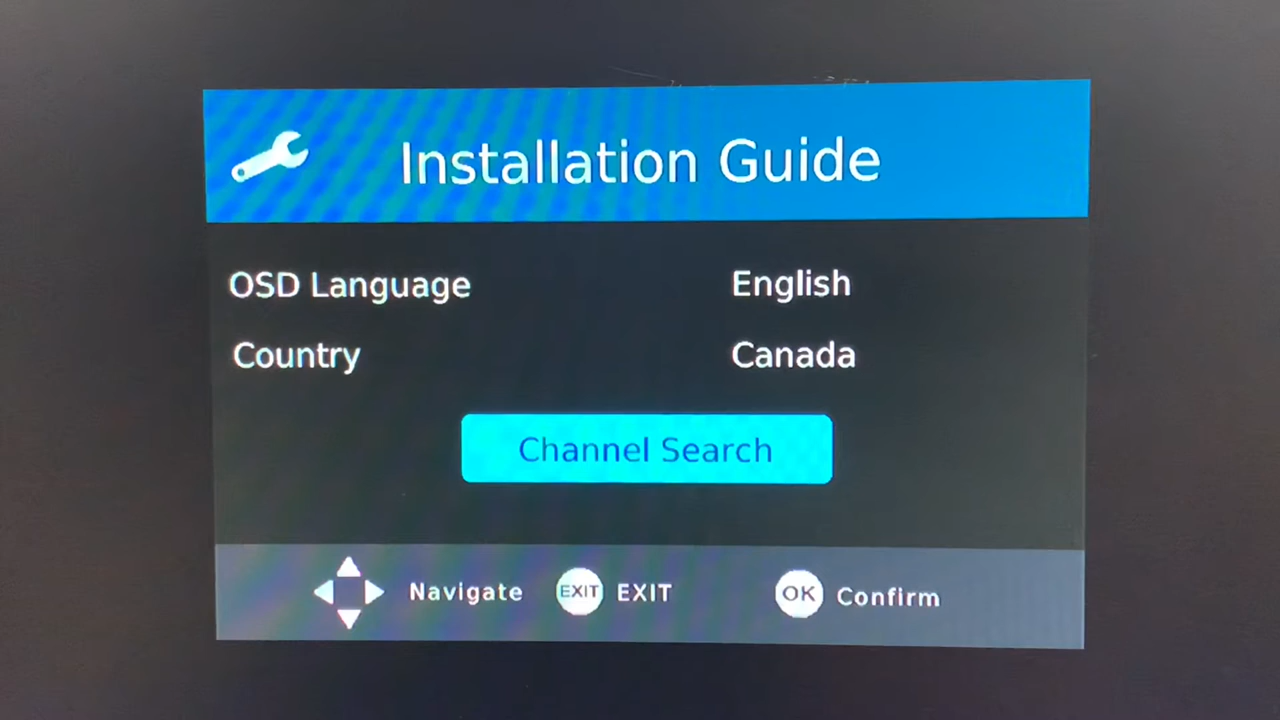 Installation Guide
OSD Language English
Country Canada
Channel Search
Navigate EXIT EXIT OK Confirm